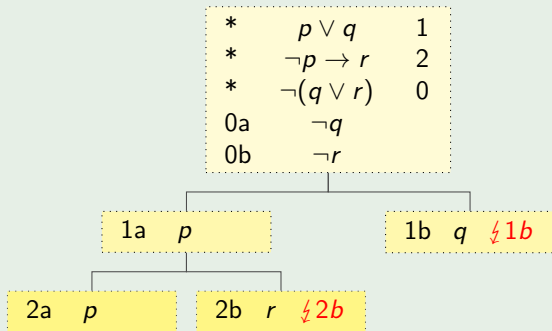 * p ∨ q 1
* ¬p → r 2
* ¬(q ∨ r) 0
0a ¬q
0b ¬r
1a p
1b q ↯1b
2a p
2b r ↯2b